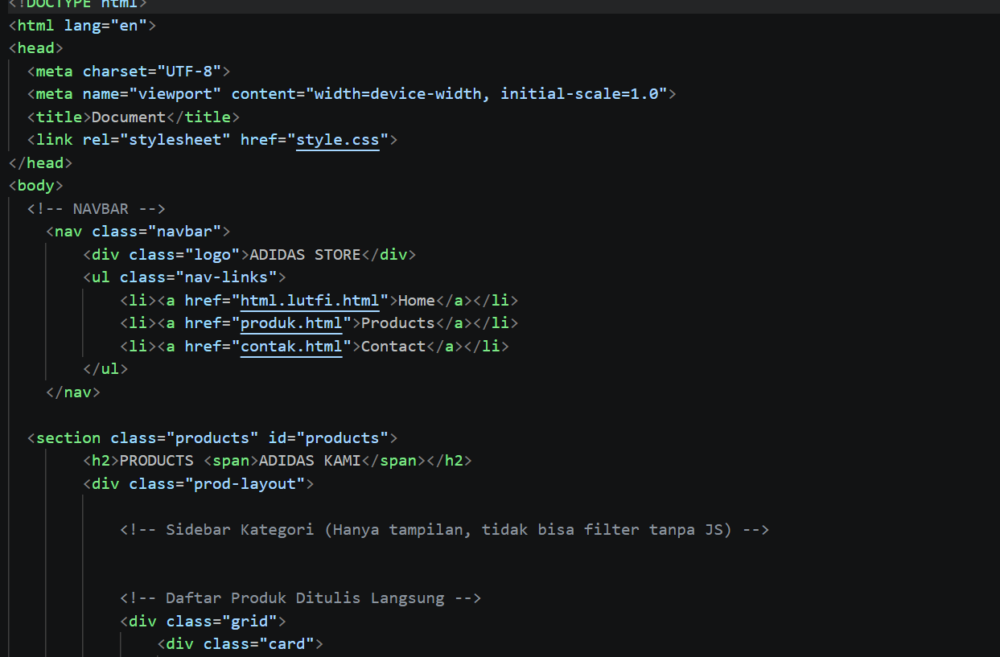 <!DOCTYPE html>
<html lang="en">
<head>
<meta charset="UTF-8">
<meta name="viewport" content="width=device-width, initial-scale=1.0">
<title>Document</title>
<link rel="stylesheet" href="style.css">
</head>
<body>
<!-- NAVBAR -->
<nav class="navbar">
<div class="logo">ADIDAS STORE</div>
<ul class="nav-links">
<li><a href="html.lutfi.html">Home</a></li>
<li><a href="produk.html">Products</a></li>
<li><a href="contak.html">Contact</a></li>
</ul>
</nav>
<section class="products" id="products">
<h2>PRODUCTS <span>ADIDAS KAMI</span></h2>
<div class="prod-layout">
<!-- Sidebar Kategori (Hanya tampilan, tidak bisa filter tanpa JS) -->
<!-- Daftar Produk Ditulis Langsung -->
<div class="grid">
<div class="card">